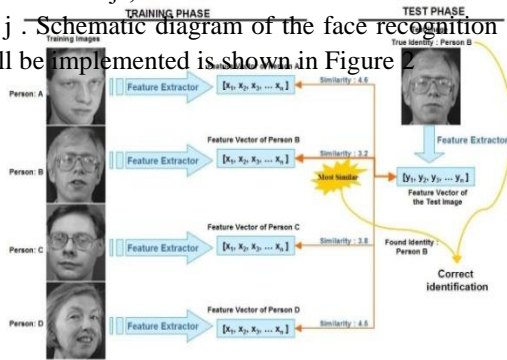 j . Schematic diagram of the face recognition
ll be implemented is shown in Figure 2
TRAINING PHASE
TEST PHASE
Training Images
True Identity : Person B
Person: A
Feature Extractor
Feature Vector of Person A
[x₁, x₂, x₃, ... xₙ ]
Similarity : 4.6
Feature Extractor
Person: B
Feature Extractor
Feature Vector of Person B
[x₁, x₂, x₃, ... xₙ ]
Similarity : 3.2
Most Similar
[y₁, y₂, y₃, ... yₙ ]
Feature Vector of
the Test Image
Person: C
Feature Extractor
Feature Vector of Person C
[x₁, x₂, x₃, ... xₙ ]
Similarity : 3.8
Found Identity :
Person B
Correct
identification
Person: D
Feature Extractor
Feature Vector of Person D
[x₁, x₂, x₃, ... xₙ ]
Similarity : 4.5